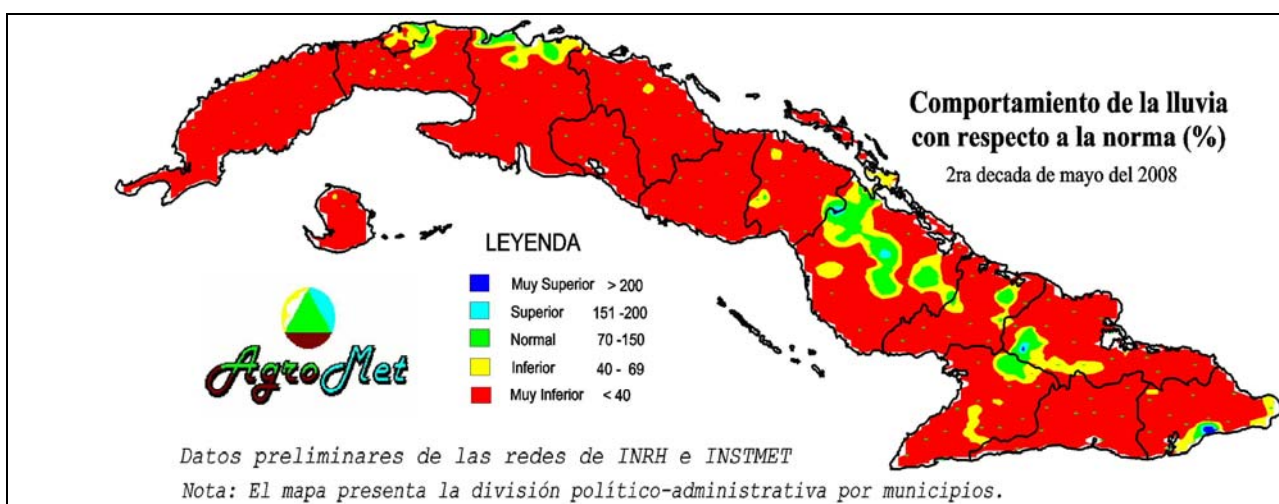 Comportamiento de la lluvia
con respecto a la norma (%)
2ra decada de mayo del 2008
LEYENDA
Muy Superior > 200
Superior 151-200
Normal 70 -150
Inferior 40 - 69
Muy Inferior < 40
AgroMet
Datos preliminares de las redes de INRH e INSTMET
Nota: El mapa presenta la división político-administrativa por municipios.